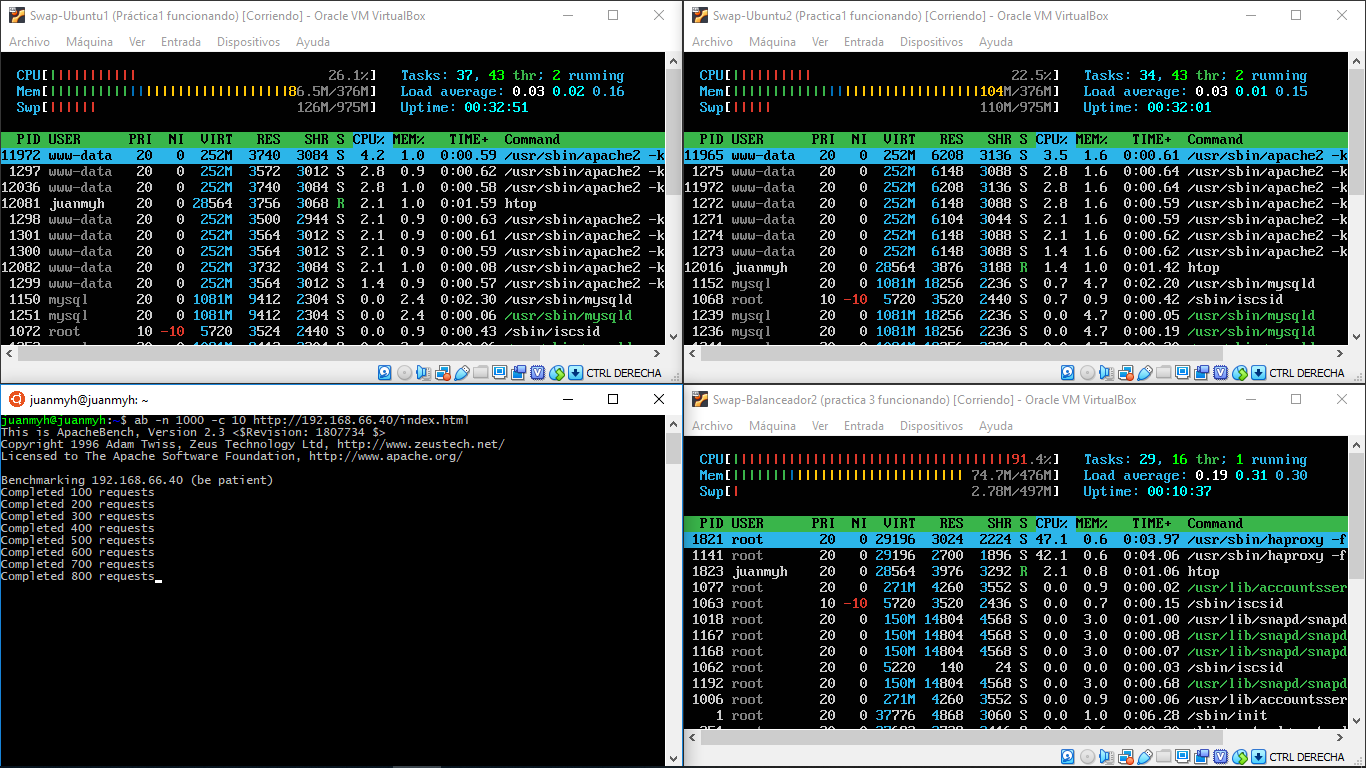 Swap-Ubuntu1 (Práctica1 funcionando) [Corriendo] - Oracle VM VirtualBox
Archivo Máquina Ver Entrada Dispositivos Ayuda
CPU[||||||||||| 26.1%] Tasks: 37, 43 thr; 2 running
Mem[||||||||||||||||||||||||||||||86.5M/376M] Load average: 0.03 0.02 0.16
Swp[|||||| 126M/975M] Uptime: 00:32:51
PID USER PRI NI VIRT RES SHR S CPU% MEM% TIME+ Command
11972 www-data 20 0 252M 3740 3084 S 4.2 1.0 0:00.59 /usr/sbin/apache2 -k
1297 www-data 20 0 252M 3572 3012 S 2.8 0.9 0:00.62 /usr/sbin/apache2 -k
12036 www-data 20 0 252M 3740 3084 S 2.8 1.0 0:00.58 /usr/sbin/apache2 -k
12081 juanmyh 20 0 28564 3756 3068 R 2.1 1.0 0:01.59 htop
1298 www-data 20 0 252M 3500 2944 S 2.1 0.9 0:00.63 /usr/sbin/apache2 -k
1301 www-data 20 0 252M 3564 3012 S 2.1 0.9 0:00.61 /usr/sbin/apache2 -k
1300 www-data 20 0 252M 3564 3012 S 2.1 0.9 0:00.59 /usr/sbin/apache2 -k
12082 www-data 20 0 252M 3732 3084 S 2.1 1.0 0:00.08 /usr/sbin/apache2 -k
1299 www-data 20 0 252M 3564 3012 S 1.4 0.9 0:00.57 /usr/sbin/apache2 -k
1150 mysql 20 0 1081M 9412 2304 S 0.0 2.4 0:02.30 /usr/sbin/mysqld
1251 mysql 20 0 1081M 9412 2304 S 0.0 2.4 0:00.06 /usr/sbin/mysqld
1072 root 10 -10 5720 3524 2440 S 0.0 0.9 0:00.43 /sbin/iscsid
CTRL DERECHA
Swap-Ubuntu2 (Practica1 funcionando) [Corriendo] - Oracle VM VirtualBox
Archivo Máquina Ver Entrada Dispositivos Ayuda
CPU[|||||||||| 22.5%] Tasks: 34, 43 thr; 2 running
Mem[||||||||||||||||||||||||||||||104M/376M] Load average: 0.03 0.01 0.15
Swp[||||| 110M/975M] Uptime: 00:32:01
PID USER PRI NI VIRT RES SHR S CPU% MEM% TIME+ Command
11965 www-data 20 0 252M 6208 3136 S 3.5 1.6 0:00.61 /usr/sbin/apache2 -k
1275 www-data 20 0 252M 6148 3088 S 2.8 1.6 0:00.64 /usr/sbin/apache2 -k
11972 www-data 20 0 252M 6208 3136 S 2.8 1.6 0:00.64 /usr/sbin/apache2 -k
1272 www-data 20 0 252M 6148 3088 S 2.8 1.6 0:00.59 /usr/sbin/apache2 -k
1271 www-data 20 0 252M 6104 3044 S 2.1 1.6 0:00.59 /usr/sbin/apache2 -k
1274 www-data 20 0 252M 6148 3088 S 2.1 1.6 0:00.62 /usr/sbin/apache2 -k
1273 www-data 20 0 252M 6148 3088 S 1.4 1.6 0:00.62 /usr/sbin/apache2 -k
12016 juanmyh 20 0 28564 3876 3188 R 1.4 1.0 0:01.42 htop
1152 mysql 20 0 1081M 18256 2236 S 0.7 4.7 0:02.20 /usr/sbin/mysqld
1068 root 10 -10 5720 3520 2440 S 0.7 0.9 0:00.42 /sbin/iscsid
1239 mysql 20 0 1081M 18256 2236 S 0.0 4.7 0:00.05 /usr/sbin/mysqld
1236 mysql 20 0 1081M 18256 2236 S 0.0 4.7 0:00.19 /usr/sbin/mysqld
CTRL DERECHA
juanmyh@juanmyh: ~
juanmyh@juanmyh:~$ ab -n 1000 -c 10 http://192.168.66.40/index.html
This is ApacheBench, Version 2.3 <$Revision: 1807734 $>
Copyright 1996 Adam Twiss, Zeus Technology Ltd, http://www.zeustech.net/
Licensed to The Apache Software Foundation, http://www.apache.org/
Benchmarking 192.168.66.40 (be patient)
Completed 100 requests
Completed 200 requests
Completed 300 requests
Completed 400 requests
Completed 500 requests
Completed 600 requests
Completed 700 requests
Completed 800 requests
Swap-Balanceador2 (practica 3 funcionando) [Corriendo] - Oracle VM VirtualBox
Archivo Máquina Ver Entrada Dispositivos Ayuda
CPU[||||||||||||||||||||||||||||||||||91.4%] Tasks: 29, 16 thr; 1 running
Mem[||||||||||||||||||||||||||||| 74.7M/476M] Load average: 0.19 0.31 0.30
Swp[| 2.78M/497M] Uptime: 00:10:37
PID USER PRI NI VIRT RES SHR S CPU% MEM% TIME+ Command
1821 root 20 0 29196 3024 2224 S 47.1 0.6 0:03.97 /usr/sbin/haproxy -f
1141 root 20 0 29196 2700 1896 S 42.1 0.6 0:04.06 /usr/sbin/haproxy -f
1823 juanmyh 20 0 28564 3976 3292 R 2.1 0.8 0:01.06 htop
1077 root 20 0 271M 4260 3552 S 0.0 0.9 0:00.02 /usr/lib/accountsser
1063 root 10 -10 5720 3520 2436 S 0.0 0.7 0:00.15 /sbin/iscsid
1018 root 20 0 150M 14804 4568 S 0.0 3.0 0:01.00 /usr/lib/snapd/snapd
1167 root 20 0 150M 14804 4568 S 0.0 3.0 0:00.08 /usr/lib/snapd/snapd
1168 root 20 0 150M 14804 4568 S 0.0 3.0 0:00.07 /usr/lib/snapd/snapd
1062 root 20 0 5220 140 24 S 0.0 0.0 0:00.03 /sbin/iscsid
1192 root 20 0 150M 14804 4568 S 0.0 3.0 0:00.68 /usr/lib/snapd/snapd
1006 root 20 0 271M 4260 3552 S 0.0 0.9 0:00.06 /usr/lib/accountsser
1 root 20 0 37776 4868 3060 S 0.0 1.0 0:06.28 /sbin/init
CTRL DERECHA